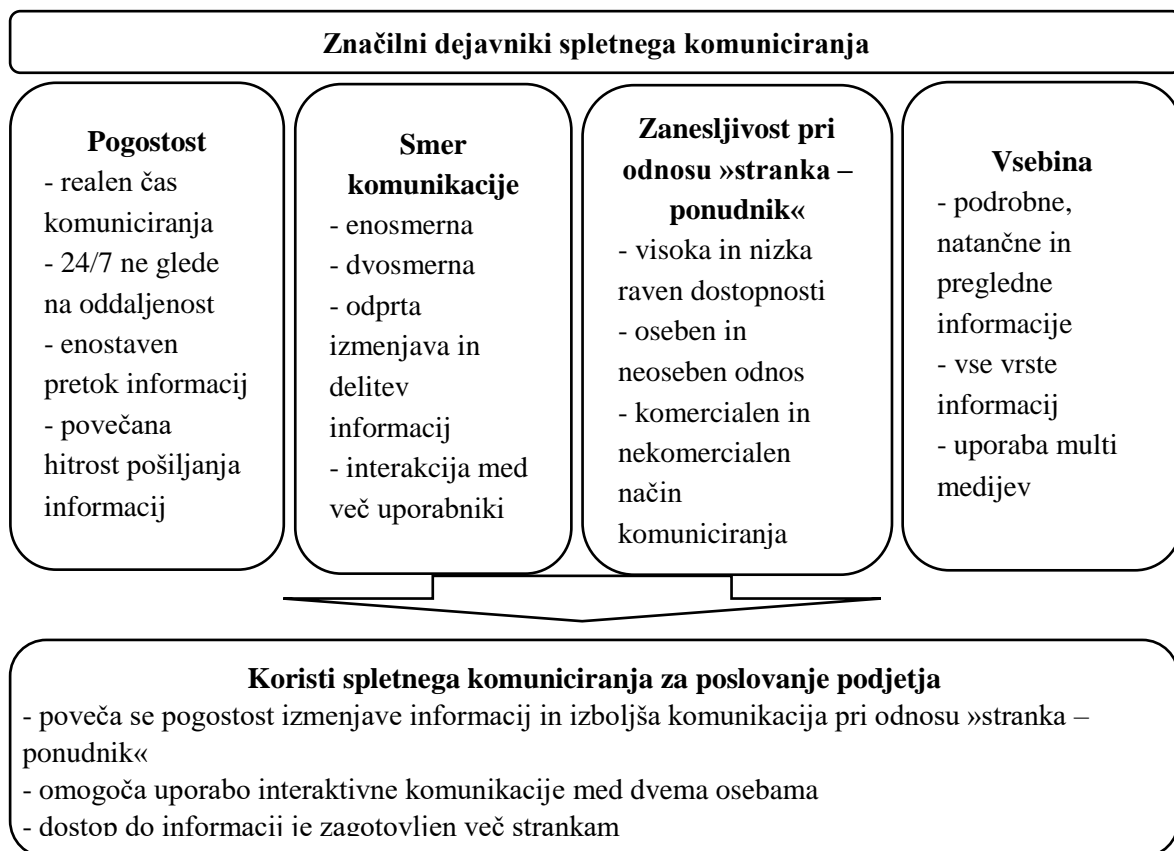 Značilni dejavniki spletnega komuniciranja
Pogostost
- realen čas
komuniciranja
- 24/7 ne glede
na oddaljenost
- enostaven
pretok informacij
- povečana
hitrost pošiljanja
informacij
Smer
komunikacije
- enosmerna
- dvosmerna
- odprta
izmenjava in
delitev
informacij
- interakcija med
več uporabniki
Zanesljivost pri
odnosu »stranka –
ponudnik«
- visoka in nizka
raven dostopnosti
- oseben in
neoseben odnos
- komercialen in
nekomercialen
način
komuniciranja
Vsebina
- podrobne,
natančne in
pregledne
informacije
- vse vrste
informacij
- uporaba multi
medijev
Koristi spletnega komuniciranja za poslovanje podjetja
- poveča se pogostost izmenjave informacij in izboljša komunikacija pri odnosu »stranka –
ponudnik«
- omogoča uporabo interaktivne komunikacije med dvema osebama
- dostop do informacij je zagotovljen več strankam